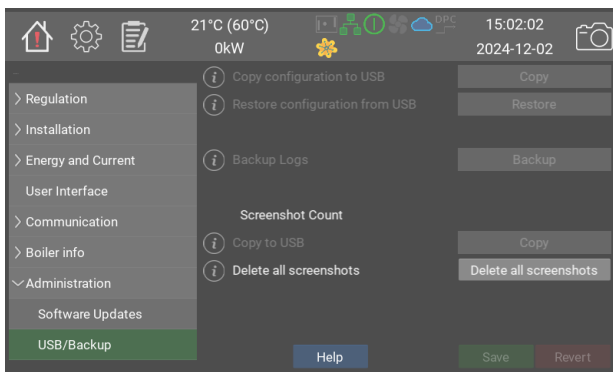 21°C (60°C)
0kW
DPC
15:02:02
2024-12-02
Copy configuration to USB
Copy
Regulation
Restore configuration from USB
Restore
Installation
Energy and Current
Backup Logs
Backup
User Interface
Communication
Screenshot Count
Boiler info
Copy to USB
Copy
Administration
Delete all screenshots
Delete all screenshots
Software Updates
USB/Backup
Help
Save
Revert